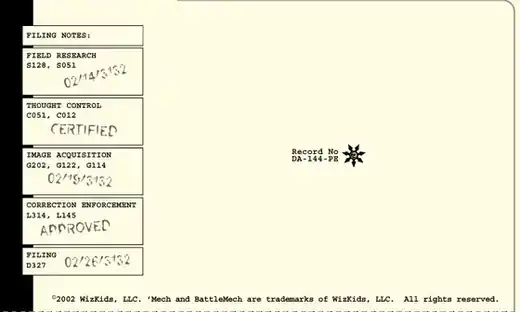 FILING NOTES:
FIELD RESEARCH
S128, S051
02/14/3132
THOUGHT CONTROL
C051, C012
CERTIFIED
IMAGE ACQUISITION
G202, G122, G114
02/19/3132
CORRECTION ENFORCEMENT
L314, L145
APPROVED
FILING
D327
02/26/3132
Record No
DA-144-PE
©2002 WizKids, LLC. ‘Mech and BattleMech are trademarks of WizKids, LLC. All rights reserved.